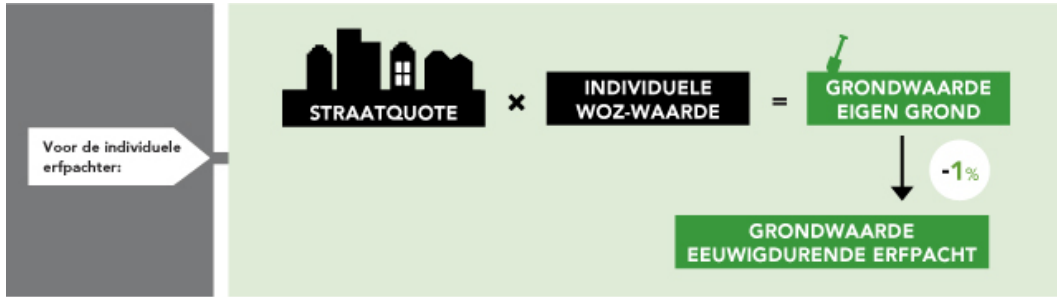 Voor de individuele
erfpachter:
STRAATQUOTE
×
INDIVIDUELE
WOZ-WAARDE
=
GRONDWAARDE
EIGEN GROND
-1%
GRONDWAARDE
EEUWIGDURENDE ERFPACHT